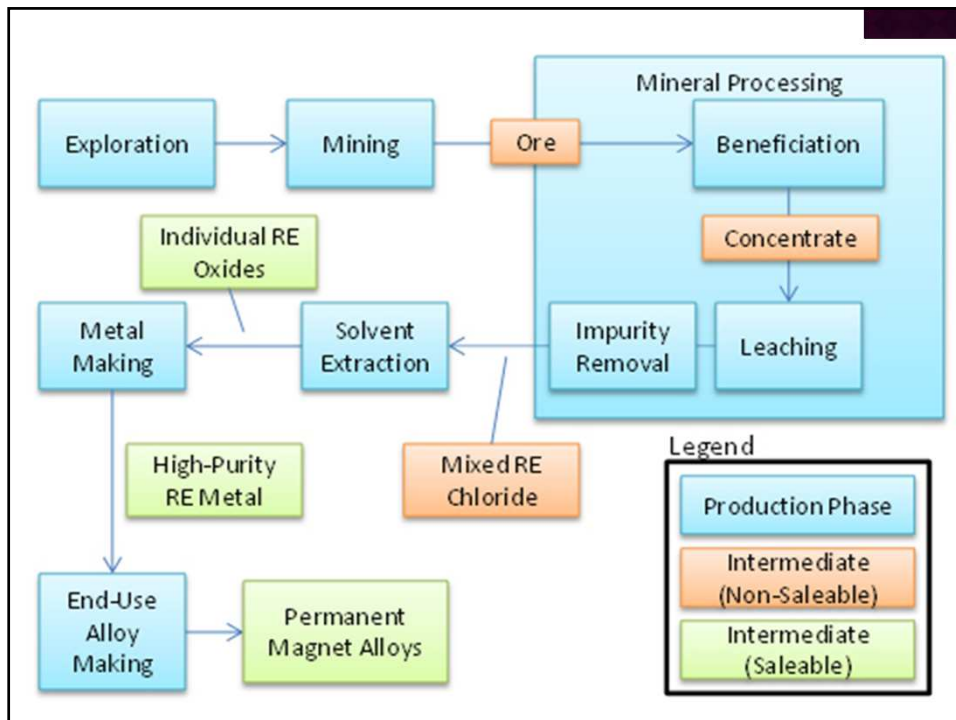 Mineral Processing
Exploration
Mining
Ore
Beneficiation
Individual RE
Oxides
Concentrate
Metal
Making
Solvent
Extraction
Impurity
Removal
Leaching
High-Purity
RE Metal
Mixed RE
Chloride
Legend
Production Phase
Intermediate
(Non-Saleable)
Intermediate
(Saleable)
End-Use
Alloy
Making
Permanent
Magnet Alloys